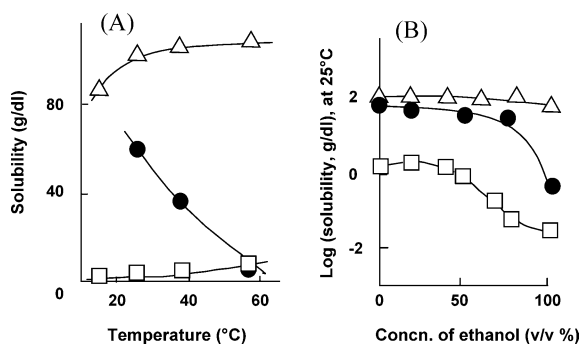 (A)
Solubility (g/dl)
80
40
0
20
40
60
Temperature (°C)
(B)
Log (solubility, g/dl), at 25°C
2
0
-2
0
50
100
Concn. of ethanol (v/v %)